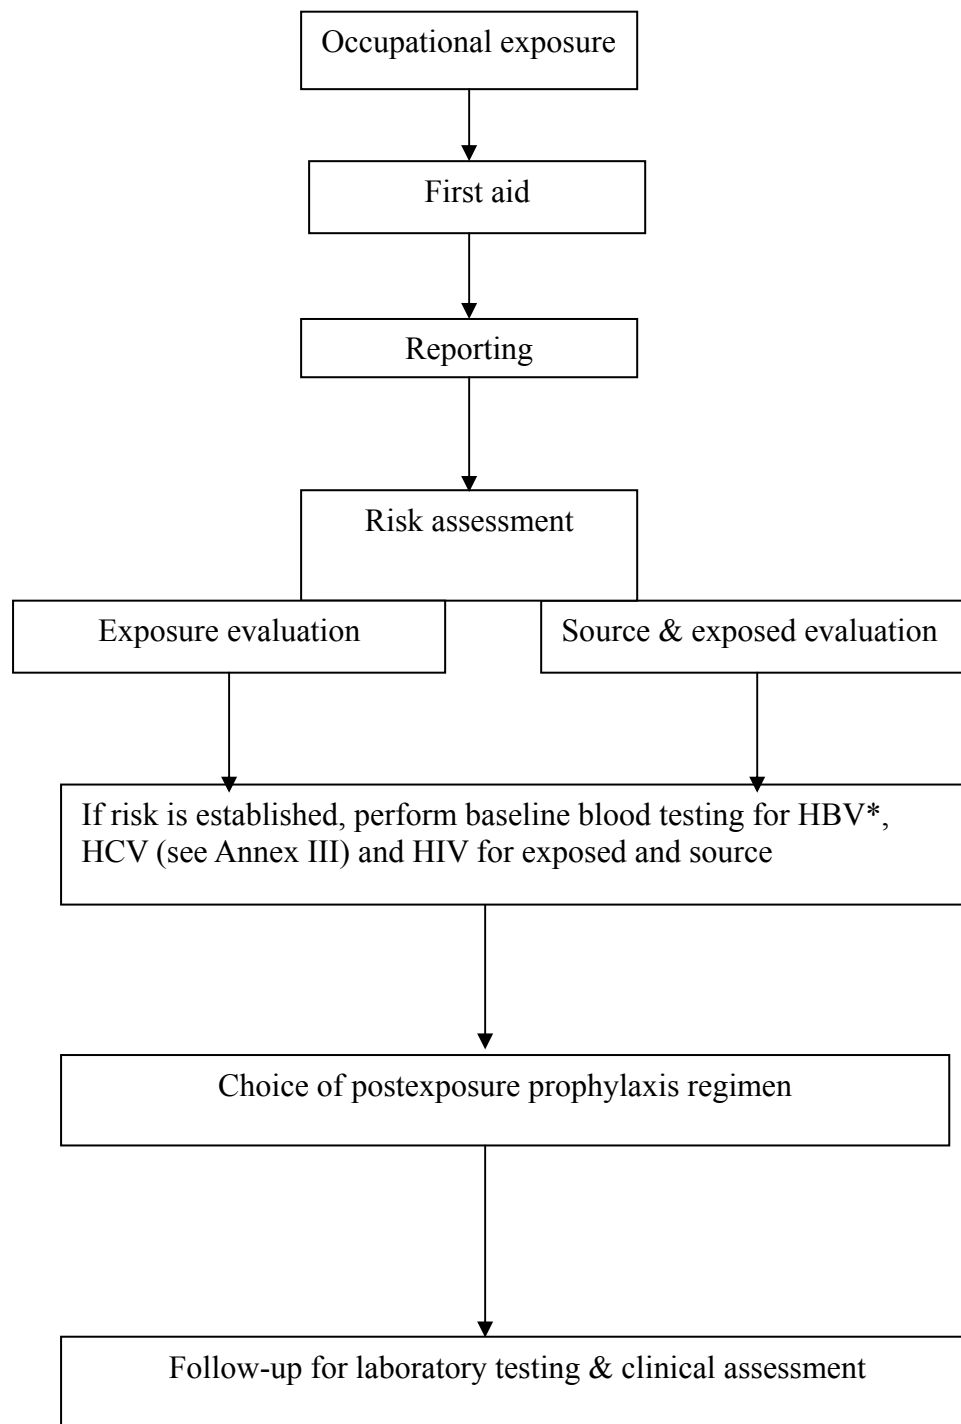 Occupational exposure
First aid
Reporting
Risk assessment
Exposure evaluation
Source & exposed evaluation
If risk is established, perform baseline blood testing for HBV*,
HCV (see Annex III) and HIV for exposed and source
Choice of postexposure prophylaxis regimen
Follow-up for laboratory testing & clinical assessment